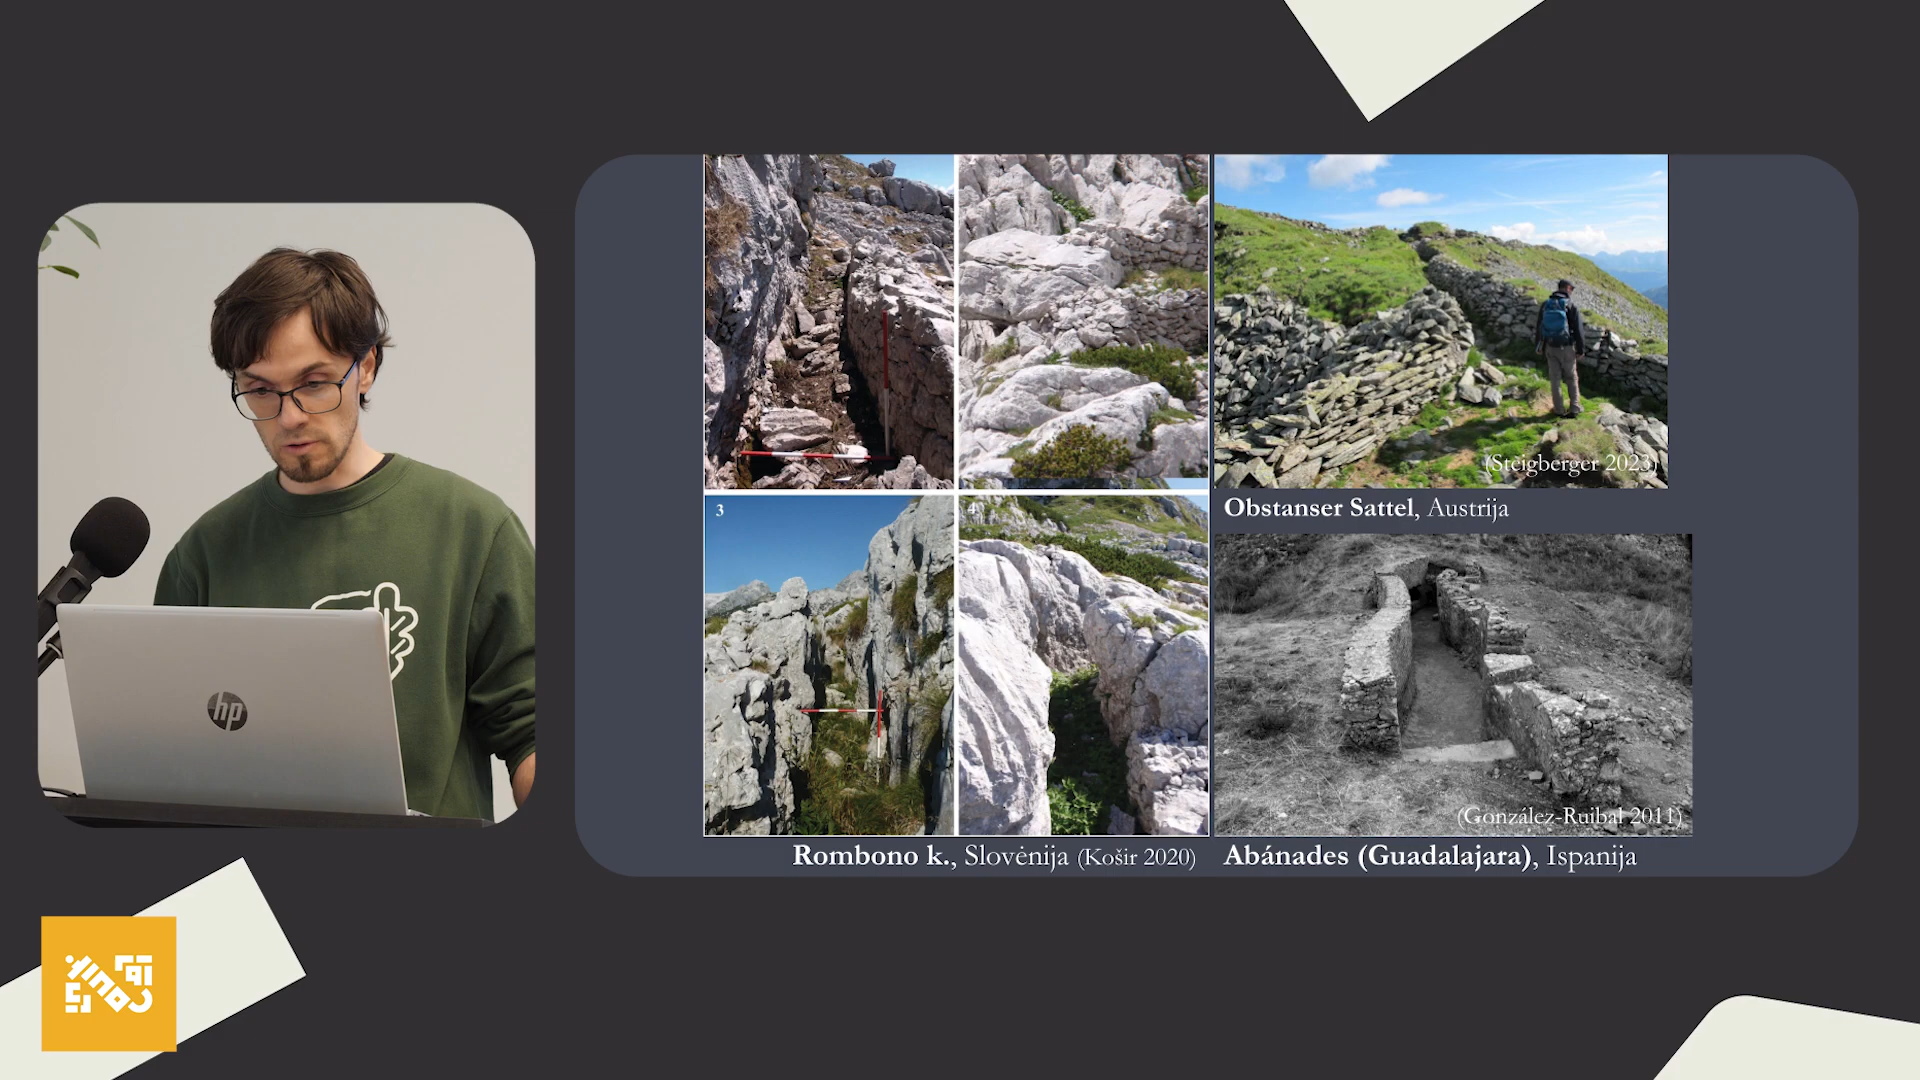 hp
1
3
4
Rombono k., Slovėnija (Košir 2020)
(Steigberger 2023)
Obstanser Sattel, Austrija
(González-Ruibal 2011)
Abánades (Guadalajara), Ispanija